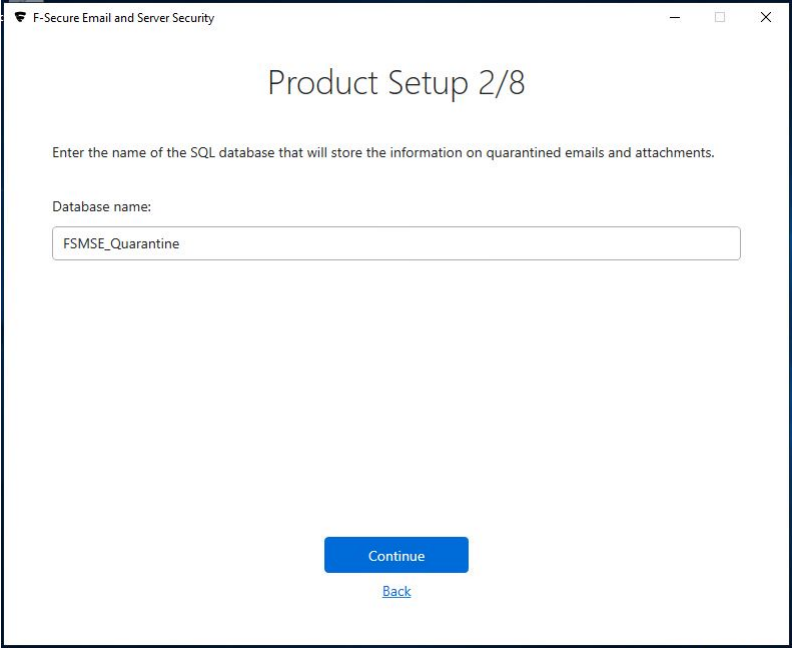 F-Secure Email and Server Security
Product Setup 2/8
Enter the name of the SQL database that will store the information on quarantined emails and attachments.
Database name:
FSMSE_Quarantine
Continue
Back